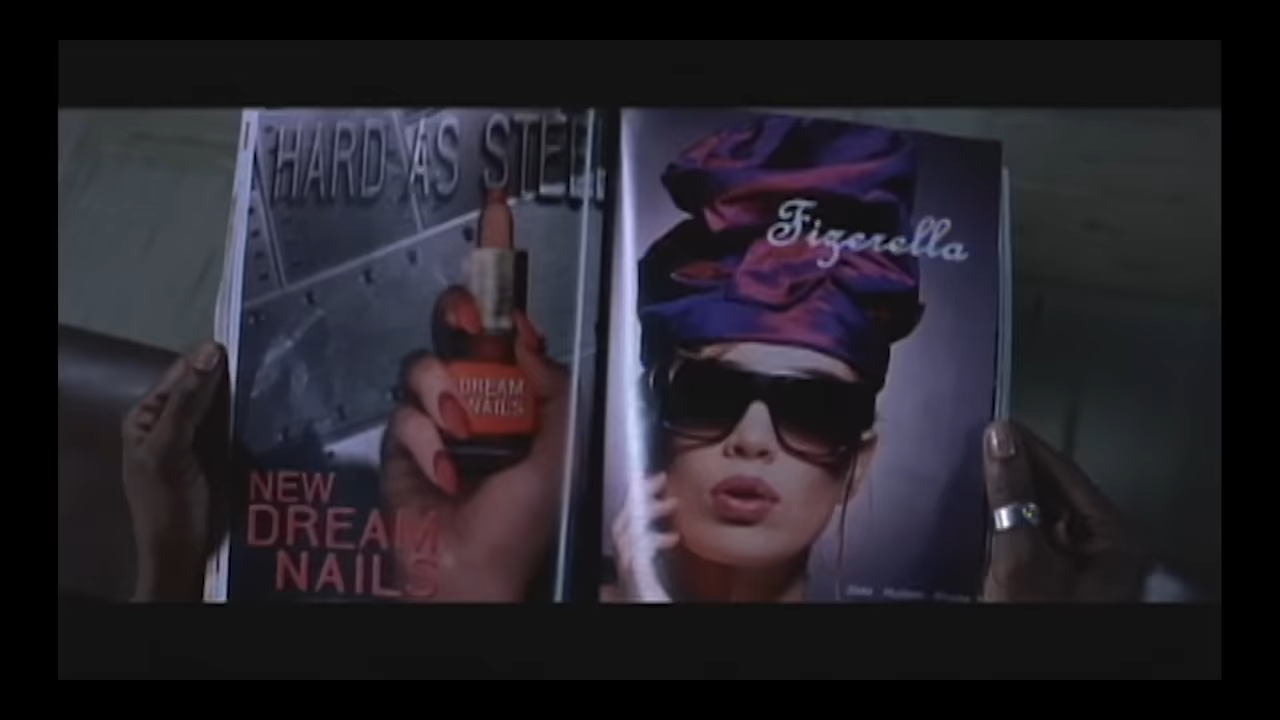 HARD AS STEEL
DREAM
NAILS
NEW
DREAM
NAILS
Fizerella